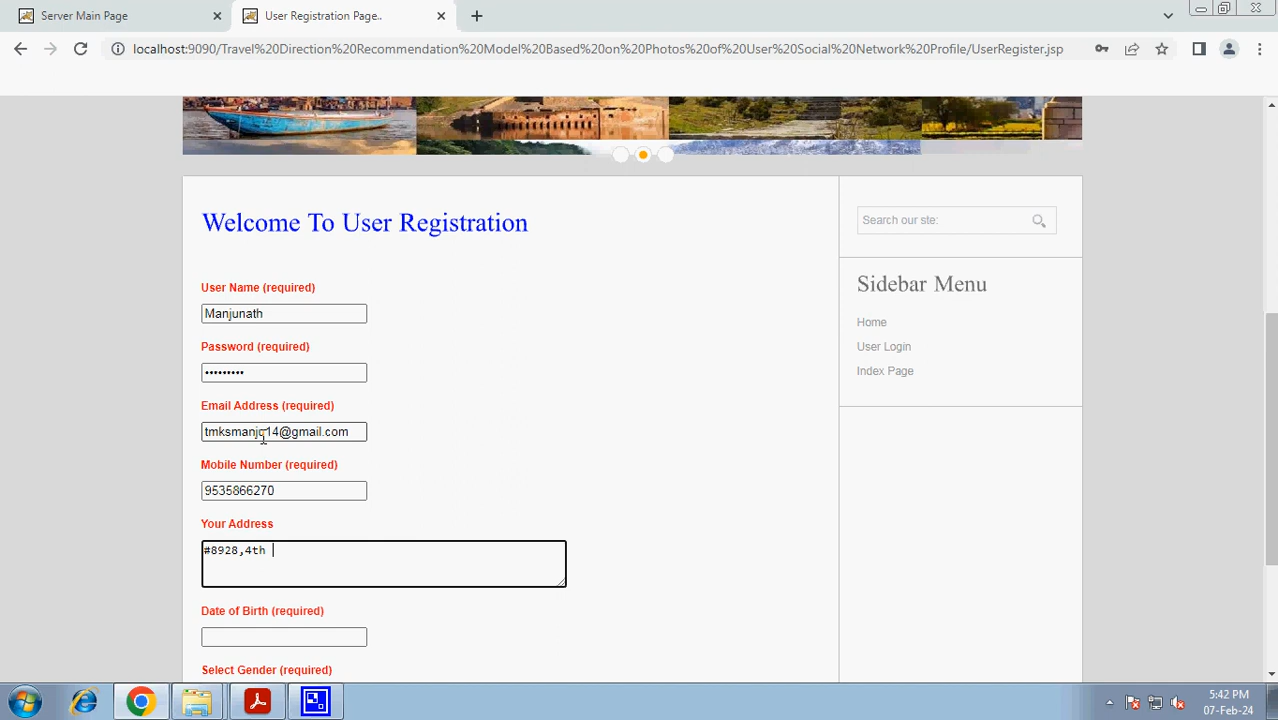 Server Main Page
User Registration Page..
localhost:9090/Travel%20Direction%20Recommendation%20Model%20Based%20on%20Photos%20of%20User%20Social%20Network%20Profile/UserRegister.jsp
Welcome To User Registration
User Name (required)
Manjunath
Password (required)
•••••••••
Email Address (required)
tmksmanjo14@gmail.com
Mobile Number (required)
9535866270
Your Address
#8928,4th
Date of Birth (required)
Select Gender (required)
Search our site:
Sidebar Menu
Home
User Login
Index Page
5:42 PM
07-Feb-24